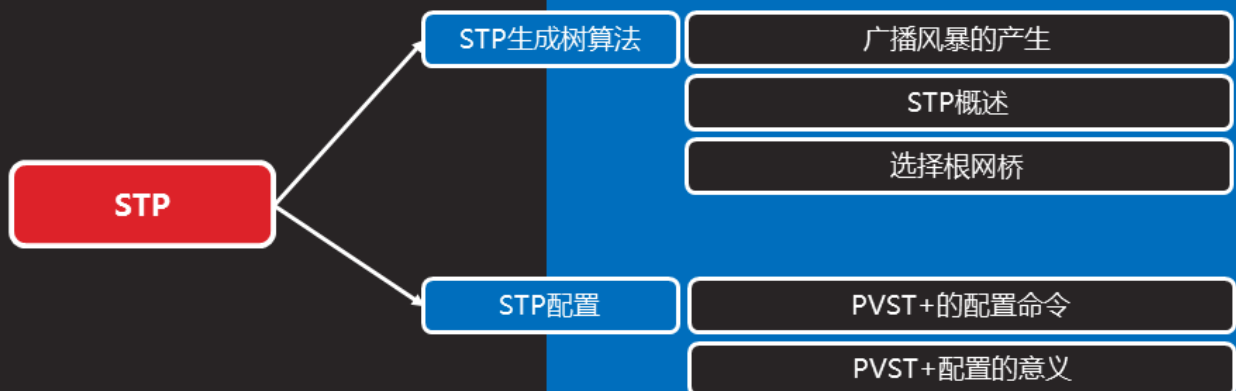 STP
STP生成树算法
广播风暴的产生
STP概述
选择根网桥
STP配置
PVST+的配置命令
PVST+配置的意义